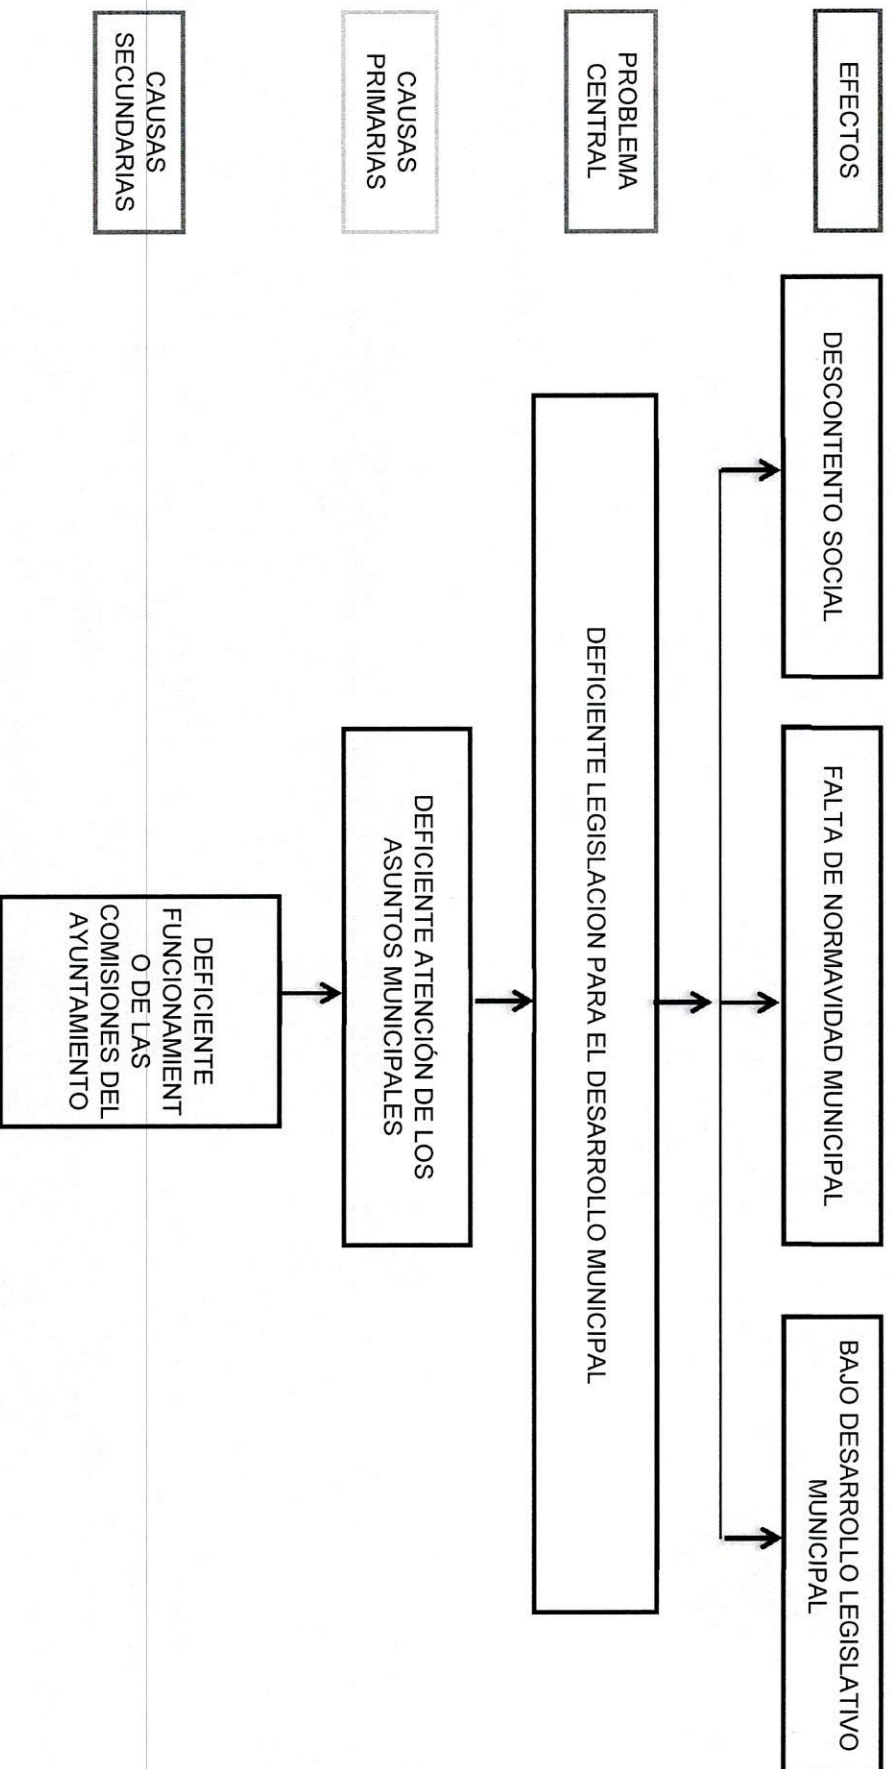 EFECTOS
DESCONTENTO SOCIAL
FALTA DE NORMAVIDAD MUNICIPAL
BAJO DESARROLLO LEGISLATIVO
MUNICIPAL
PROBLEMA
CENTRAL
DEFICIENTE LEGISLACION PARA EL DESARROLLO MUNICIPAL
CAUSAS
PRIMARIAS
DEFICIENTE ATENCIÓN DE LOS
ASUNTOS MUNICIPALES
CAUSAS
SECUNDARIAS
DEFICIENTE
FUNCIONAMIENT
O DE LAS
COMISIONES DEL
AYUNTAMIENTO